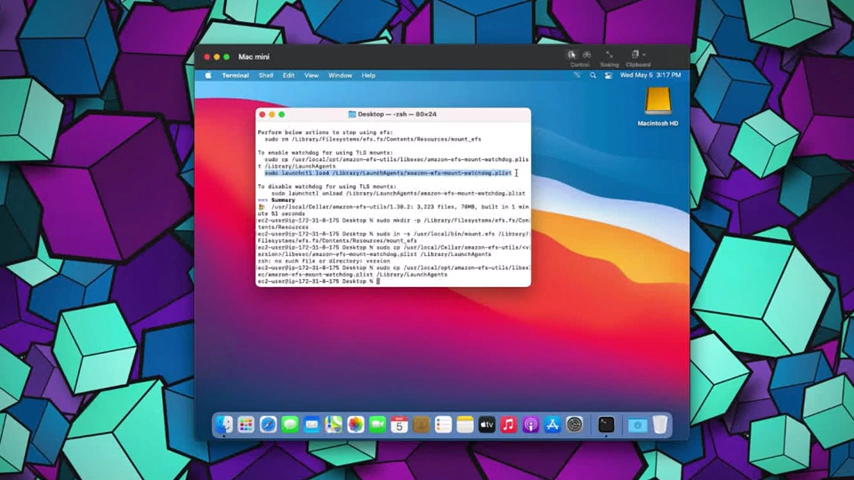 Mac mini
Control
Scaling
Clipboard
Terminal Shell Edit View Window Help
Wed May 5 3:17 PM
Macintosh HD
Desktop — -zsh — 80×24
Perform below actions to stop using efs:
sudo rm /Library/Filesystems/efs.fs/Contents/Resources/mount_efs
To enable watchdog for using TLS mounts:
sudo cp /usr/local/opt/amazon-efs-utils/libexec/amazon-efs-mount-watchdog.plis
t /Library/LaunchAgents
sudo launchctl load /Library/LaunchAgents/amazon-efs-mount-watchdog.plist
To disable watchdog for using TLS mounts:
sudo launchctl unload /Library/LaunchAgents/amazon-efs-mount-watchdog.plist
==> Summary
/usr/local/Cellar/amazon-efs-utils/1.30.2: 3,223 files, 70MB, built in 1 min
ute 51 seconds
ec2-user@ip-172-31-8-175 Desktop % sudo mkdir -p /Library/Filesystems/efs.fs/Con
tents/Resources
ec2-user@ip-172-31-8-175 Desktop % sudo ln -s /usr/local/bin/mount.efs /Library/
Filesystems/efs.fs/Contents/Resources/mount_efs
ec2-user@ip-172-31-8-175 Desktop % sudo cp /usr/local/Cellar/amazon-efs-utils/<v
ersion>/libexec/amazon-efs-mount-watchdog.plist /Library/LaunchAgents
zsh: no such file or directory: version
ec2-user@ip-172-31-8-175 Desktop % sudo cp /usr/local/opt/amazon-efs-utils/libex
ec/amazon-efs-mount-watchdog.plist /Library/LaunchAgents
ec2-user@ip-172-31-8-175 Desktop %
5
tv